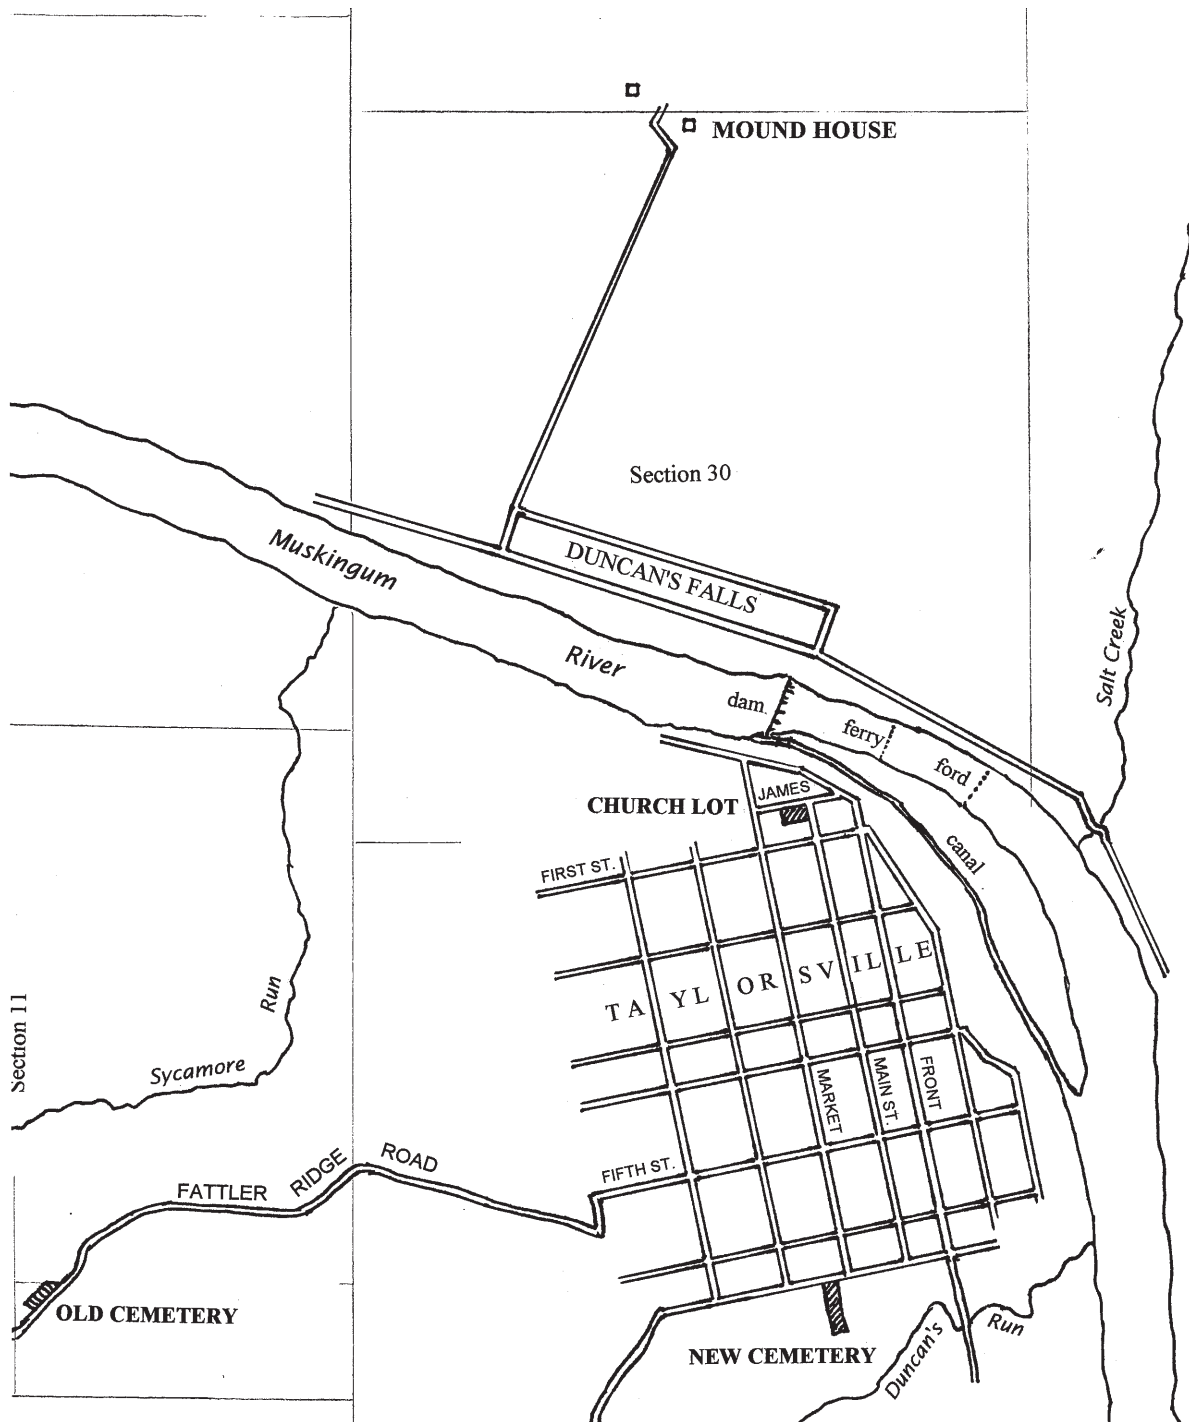 MOUND HOUSE
Section 30
Muskingum
DUNCAN'S FALLS
River
Salt Creek
dam.
ferry
ford
JAMES
CHURCH LOT
canal
FIRST ST.
TAYLORSVILLE
Run
Section 11
Sycamore
MARKET
MAIN ST.
FRONT
FIFTH ST.
FATTLER RIDGE ROAD
OLD CEMETERY
NEW CEMETERY
Duncan's Run